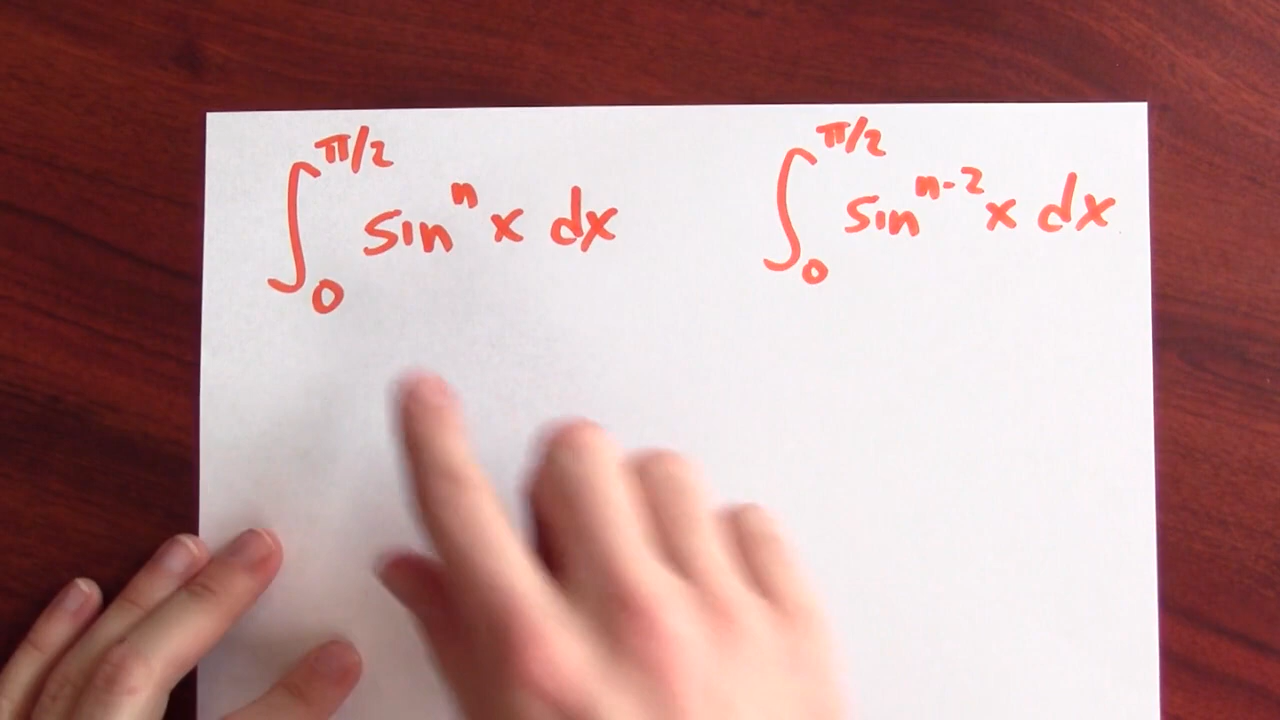 ∫₀^π/2 sinⁿ x dx ∫₀^π/2 sinⁿ⁻² x dx